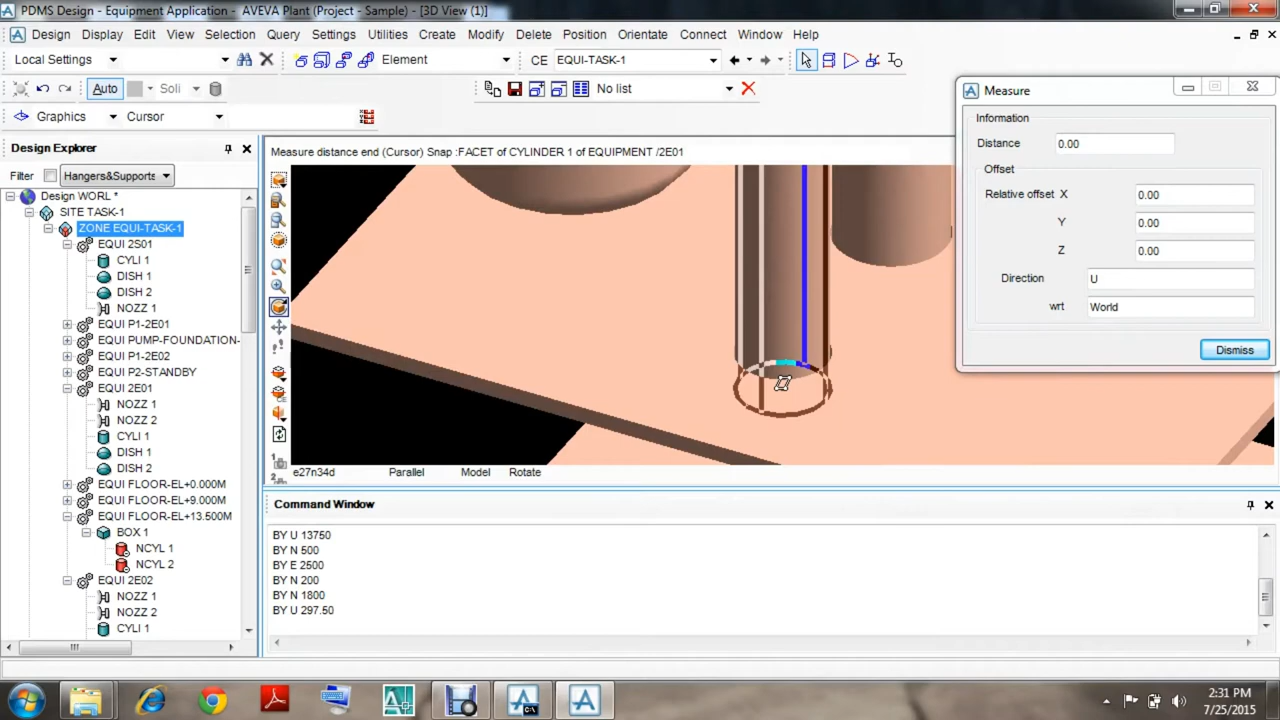 PDMS Design - Equipment Application - AVEVA Plant (Project - Sample) - [3D View (1)]
Design Display Edit View Selection Query Settings Utilities Create Modify Delete Position Orientate Connect Window Help
Local Settings Element CE EQUI-TASK-1
Auto Soli No list
Graphics Cursor
Design Explorer
Filter Hangers&Supports
Design WORL *
SITE TASK-1
ZONE EQUI-TASK-1
EQUI 2S01
CYLI 1
DISH 1
DISH 2
NOZZ 1
EQUI P1-2E01
EQUI PUMP-FOUNDATION-
EQUI P1-2E02
EQUI P2-STANDBY
EQUI 2E01
NOZZ 1
NOZZ 2
CYLI 1
DISH 1
DISH 2
EQUI FLOOR-EL+0.000M
EQUI FLOOR-EL+9.000M
EQUI FLOOR-EL+13.500M
BOX 1
NCYL 1
NCYL 2
EQUI 2E02
NOZZ 1
NOZZ 2
CYLI 1
Measure distance end (Cursor) Snap :FACET of CYLINDER 1 of EQUIPMENT /2E01
1
2
e27n34d Parallel Model Rotate
Measure
Information
Distance 0.00
Offset
Relative offset X 0.00
Y 0.00
Z 0.00
Direction U
wrt World
Dismiss
Command Window
BY U 13750
BY N 500
BY E 2500
BY N 200
BY N 1800
BY U 297.50
2:31 PM
7/25/2015